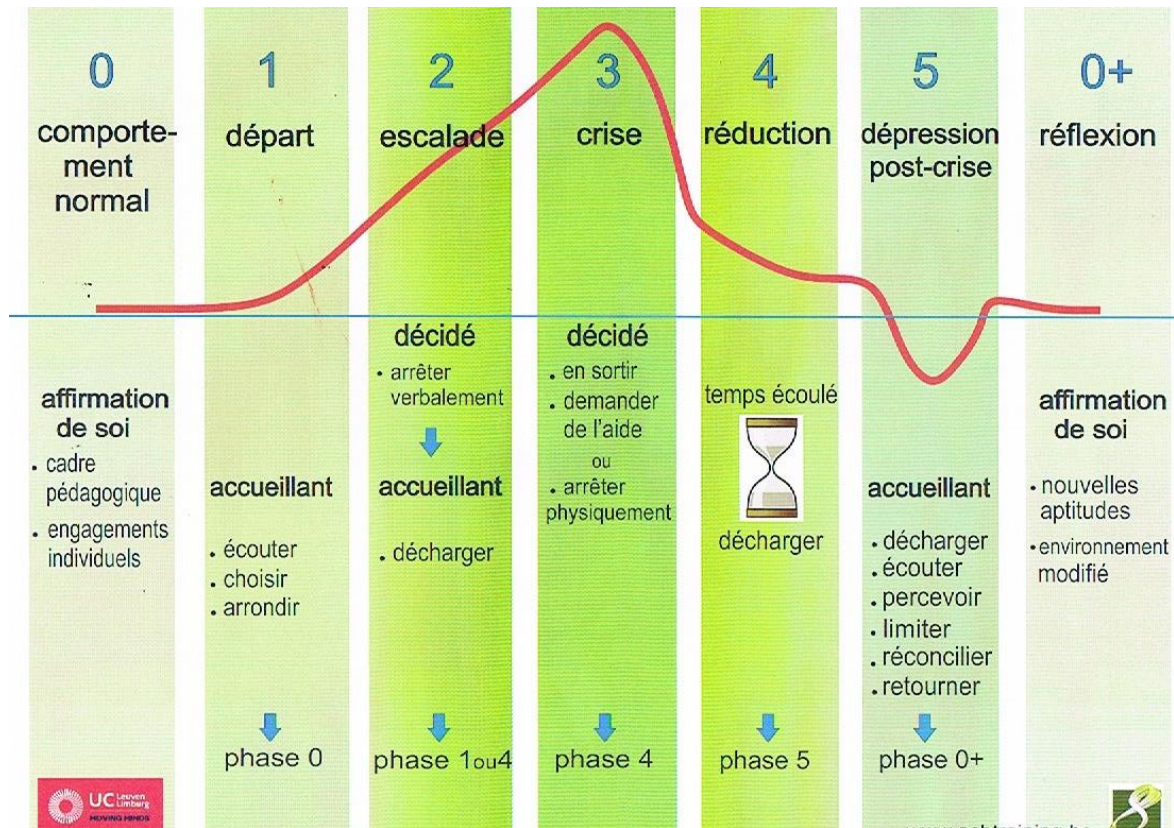 0
comporte-
ment
normal
affirmation
de soi
• cadre
pédagogique
• engagements
individuels
1
départ
accueillant
• écouter
• choisir
• arrondir
phase 0
2
escalade
décidé
• arrêter
verbalement
accueillant
• décharger
phase 1ou4
3
crise
décidé
• en sortir
• demander
de l'aide
ou
• arrêter
physiquement
phase 4
4
réduction
temps écoulé
décharger
phase 5
5
dépression
post-crise
accueillant
• décharger
• écouter
• percevoir
• limiter
• réconcilier
• retourner
phase 0+
0+
réflexion
affirmation
de soi
• nouvelles
aptitudes
• environnement
modifié
UC Leuven
Limburg
MOVING MINDS